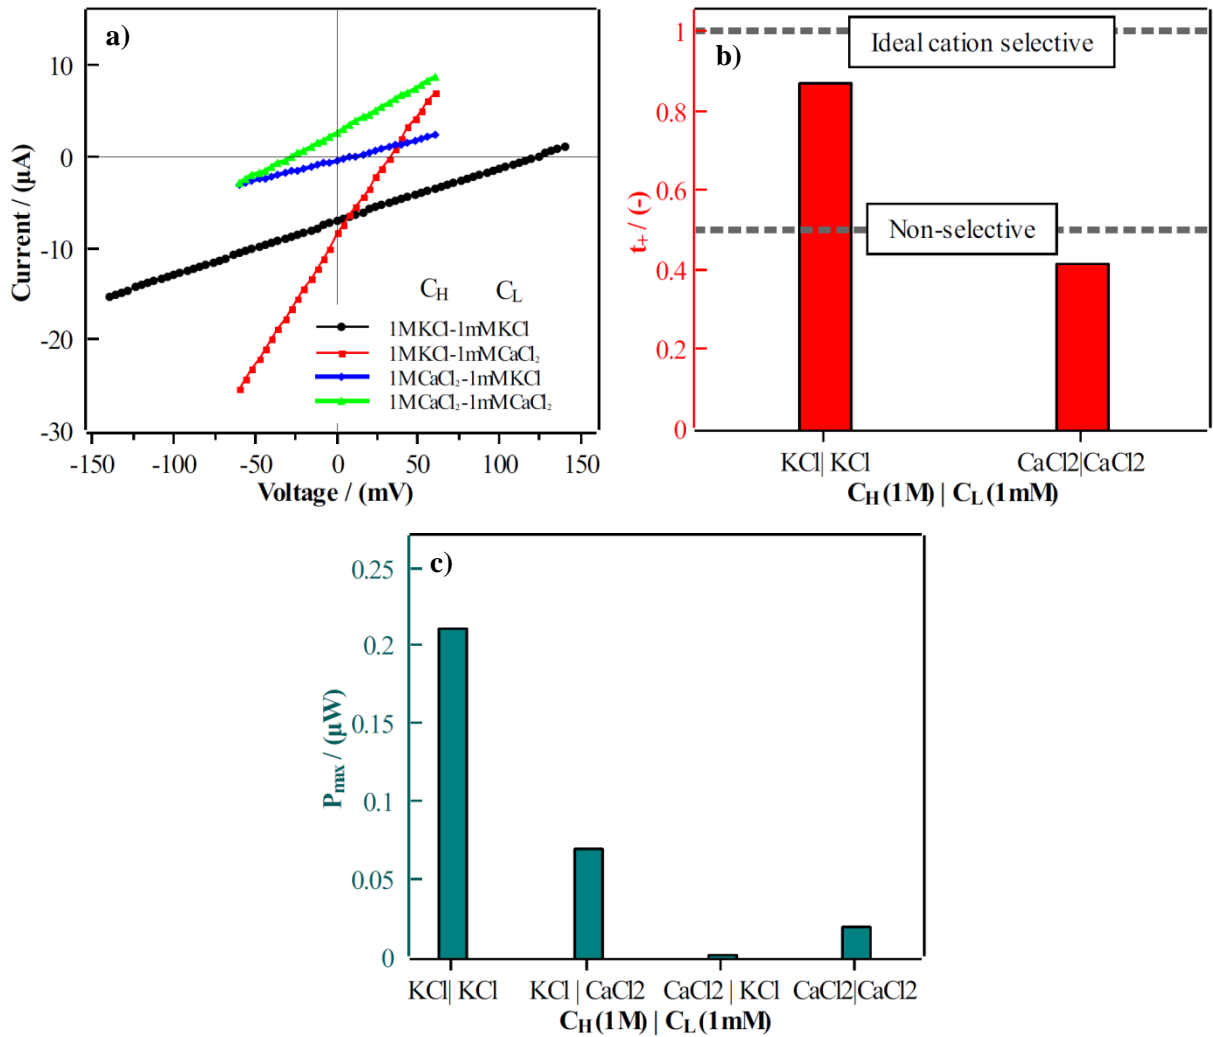 a)
10
0
-10
-20
-30
Current / (μA)
C_H C_L
1MKCl-1mMKCl
1MKCl-1mMCaCl₂
1MCaCl₂-1mMKCl
1MCaCl₂-1mMCaCl₂
-150 -100 -50 0 50 100 150
Voltage / (mV)
b)
1
0.8
0.6
0.4
0.2
0
t₊ / (-)
Ideal cation selective
Non-selective
KCl| KCl CaCl2|CaCl2
C_H (1M) | C_L (1mM)
c)
0.25
0.2
0.15
0.1
0.05
0
P_max / (μW)
KCl| KCl KCl | CaCl2 CaCl2 | KCl CaCl2|CaCl2
C_H (1M) | C_L (1mM)